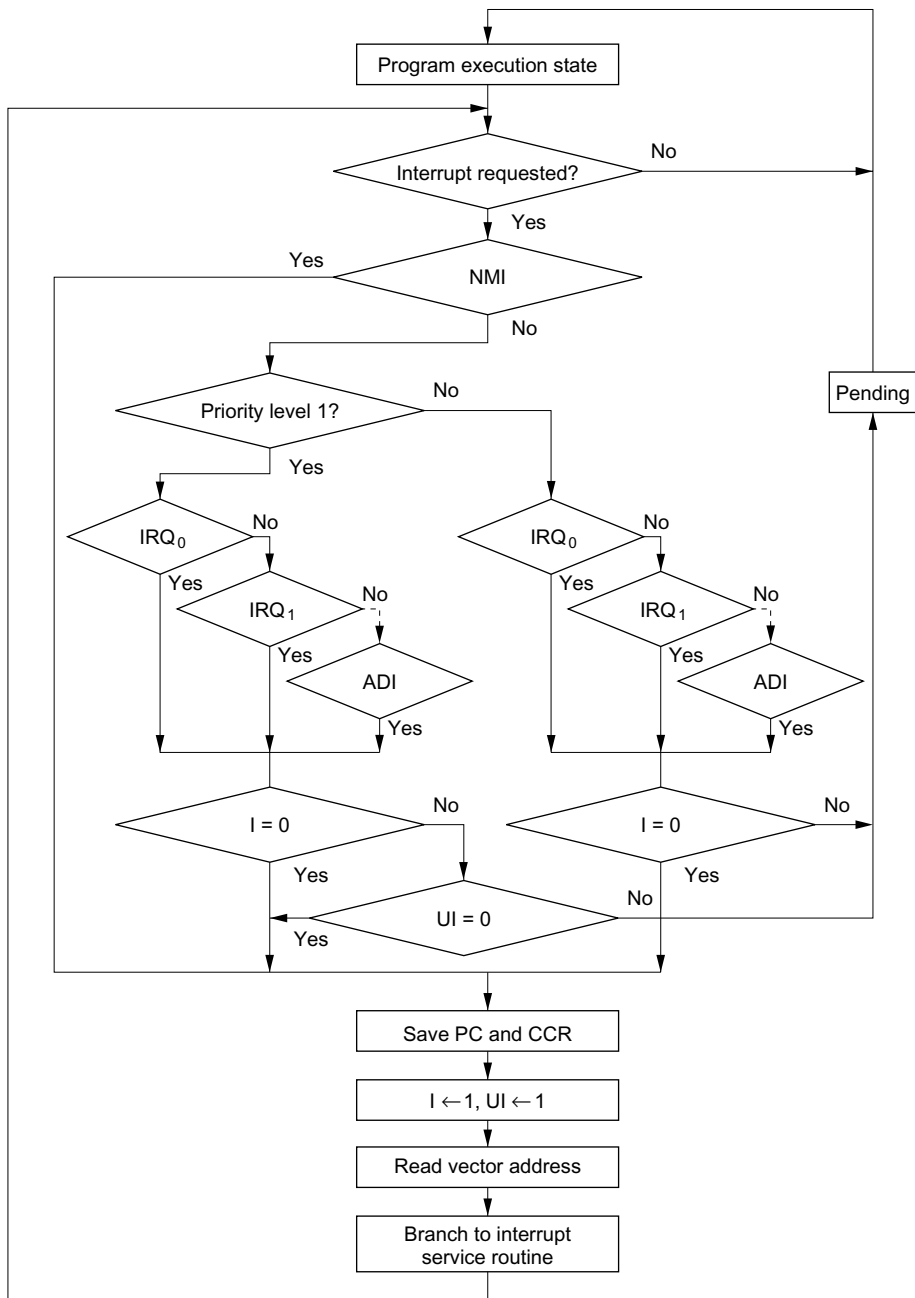 Program execution state
Interrupt requested?
No
Yes
Yes
NMI
No
Priority level 1?
No
Pending
Yes
IRQ0
No
IRQ0
No
Yes
IRQ1
No
Yes
IRQ1
No
Yes
ADI
Yes
ADI
Yes
Yes
I = 0
No
I = 0
No
Yes
Yes
UI = 0
No
Yes
Save PC and CCR
I ← 1, UI ← 1
Read vector address
Branch to interrupt
service routine